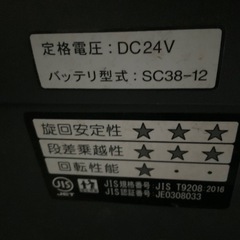 定格電圧：DC24V
バッテリ型式：SC38-12
旋回安定性 ★ ★ ★
段差乗越性 ★ ★ ★
回転性能 ★ ・ ・
JIS JIS規格番号 JIS T9208:2016
JET JIS認証番号 JE0308033